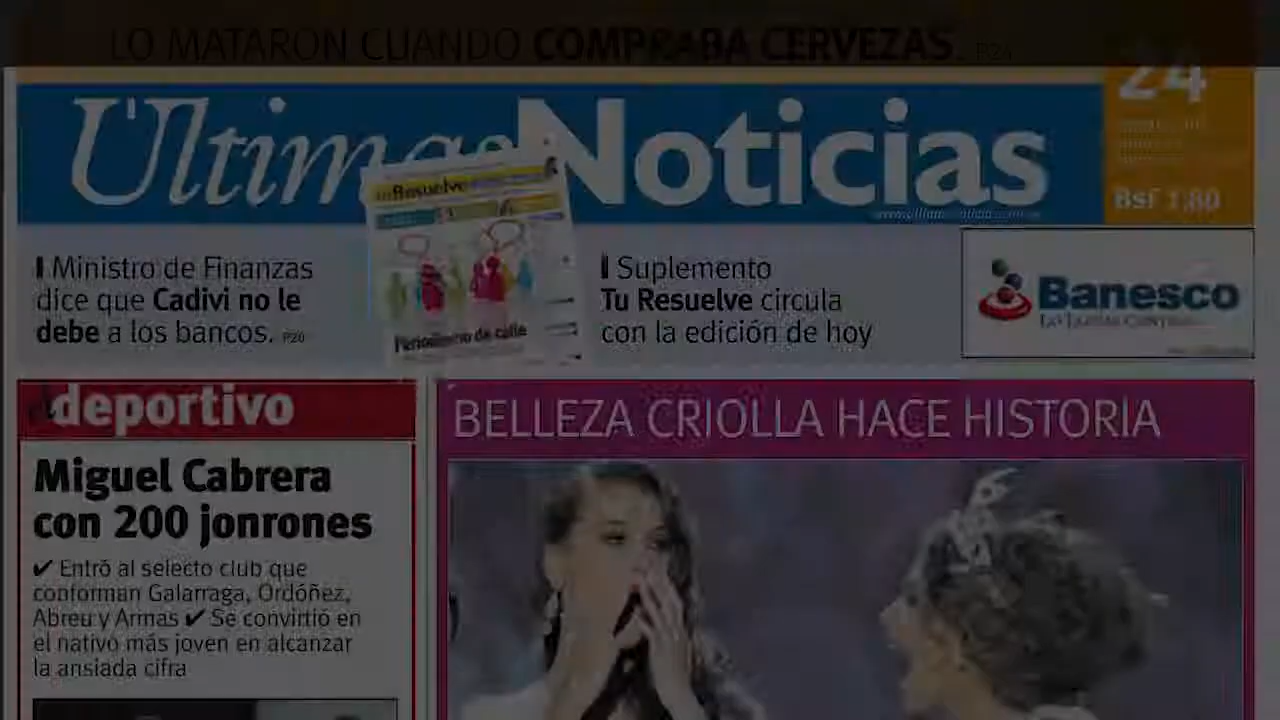 LO MATARON CUANDO COMPRABA CERVEZAS. P24
24
Últimas Noticias
BsF 1,80
Tu Resuelve
Periodismo de calle
Ministro de Finanzas
dice que Cadivi no le
debe a los bancos. P20
Suplemento
Tu Resuelve circula
con la edición de hoy
Banesco
deportivo
Miguel Cabrera
con 200 jonrones
✔ Entró al selecto club que
conforman Galarraga, Ordóñez,
Abreu y Armas ✔ Se convirtió en
el nativo más joven en alcanzar
la ansiada cifra
BELLEZA CRIOLLA HACE HISTORIA